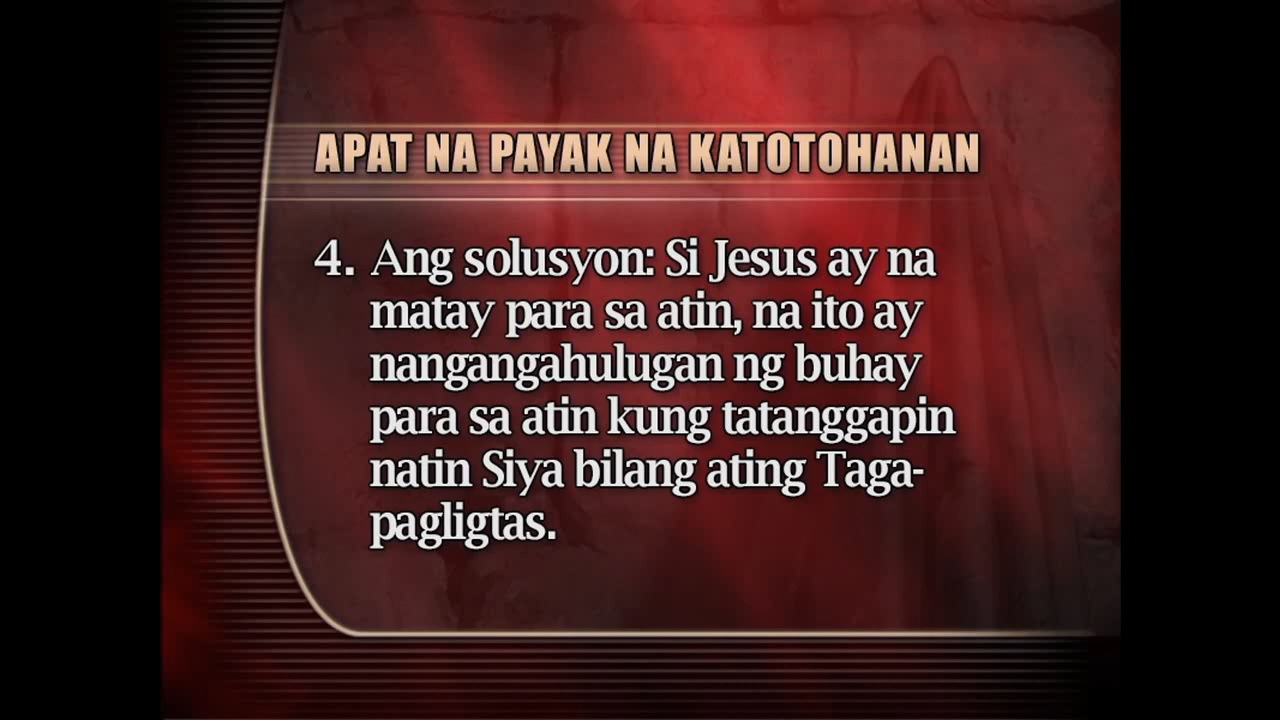 APAT NA PAYAK NA KATOTOHANAN
4. Ang solusyon: Si Jesus ay na
matay para sa atin, na ito ay
nangangahulugan ng buhay
para sa atin kung tatanggapin
natin Siya bilang ating Taga-
pagligtas.